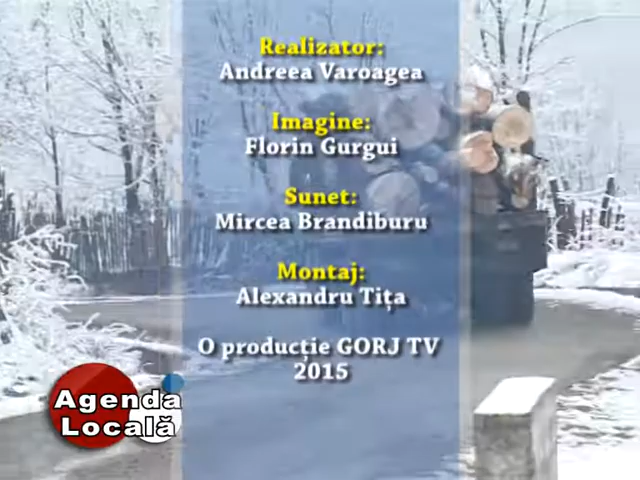 Realizator:
Andreea Varoagea
Imagine:
Florin Gurgui
Sunet:
Mircea Brandiburu
Montaj:
Alexandru Tița
O producție GORJ TV
2015
Agenda
Locală